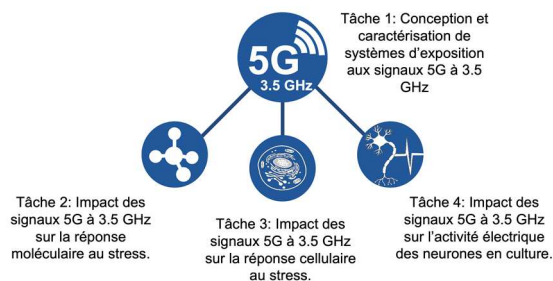 5G
3.5 GHz
Tâche 1: Conception et
caractérisation de
systèmes d'exposition
aux signaux 5G à 3.5
GHz
Tâche 2: Impact des
signaux 5G à 3.5 GHz
sur la réponse
moléculaire au stress.
Tâche 3: Impact des
signaux 5G à 3.5 GHz
sur la réponse cellulaire
au stress.
Tâche 4: Impact des
signaux 5G à 3.5 GHz
sur l'activité électrique
des neurones en culture.